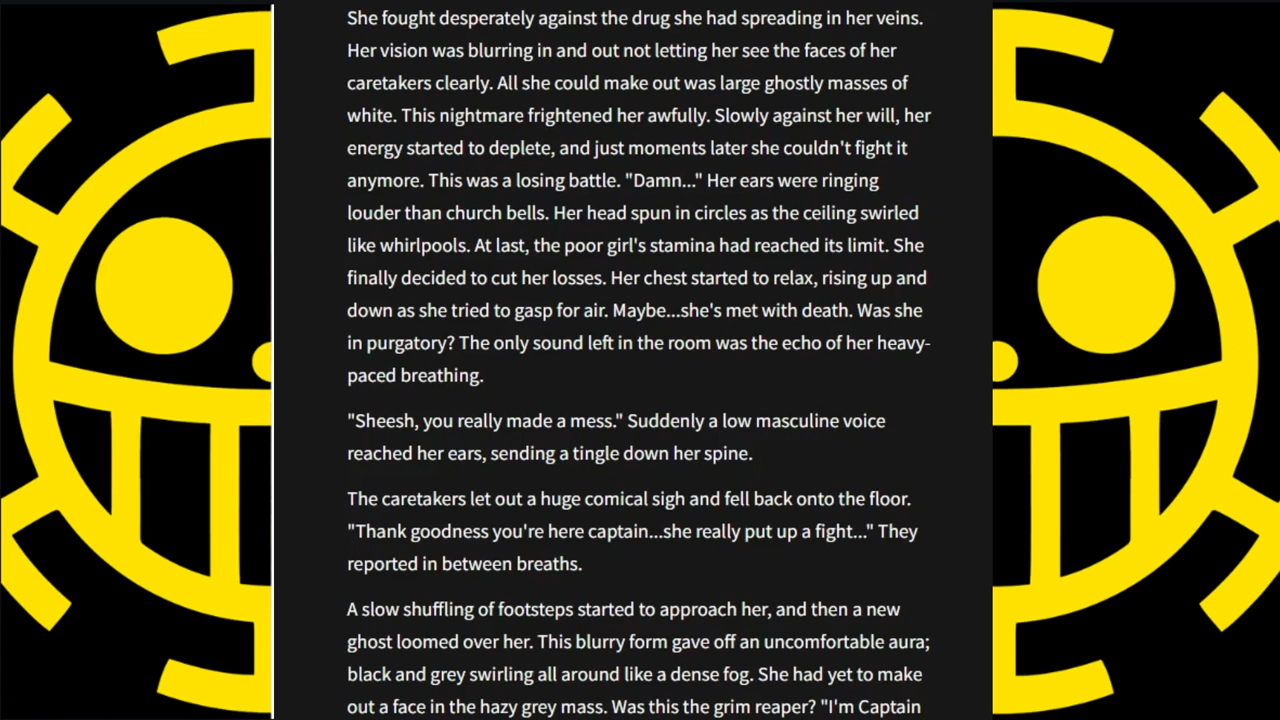 She fought desperately against the drug she had spreading in her veins.
Her vision was blurring in and out not letting her see the faces of her
caretakers clearly. All she could make out was large ghostly masses of
white. This nightmare frightened her awfully. Slowly against her will, her
energy started to deplete, and just moments later she couldn't fight it
anymore. This was a losing battle. "Damn..." Her ears were ringing
louder than church bells. Her head spun in circles as the ceiling swirled
like whirlpools. At last, the poor girl's stamina had reached its limit. She
finally decided to cut her losses. Her chest started to relax, rising up and
down as she tried to gasp for air. Maybe...she's met with death. Was she
in purgatory? The only sound left in the room was the echo of her heavy-
paced breathing.
"Sheesh, you really made a mess." Suddenly a low masculine voice
reached her ears, sending a tingle down her spine.
The caretakers let out a huge comical sigh and fell back onto the floor.
"Thank goodness you're here captain...she really put up a fight..." They
reported in between breaths.
A slow shuffling of footsteps started to approach her, and then a new
ghost loomed over her. This blurry form gave off an uncomfortable aura;
black and grey swirling all around like a dense fog. She had yet to make
out a face in the hazy grey mass. Was this the grim reaper? "I'm Captain